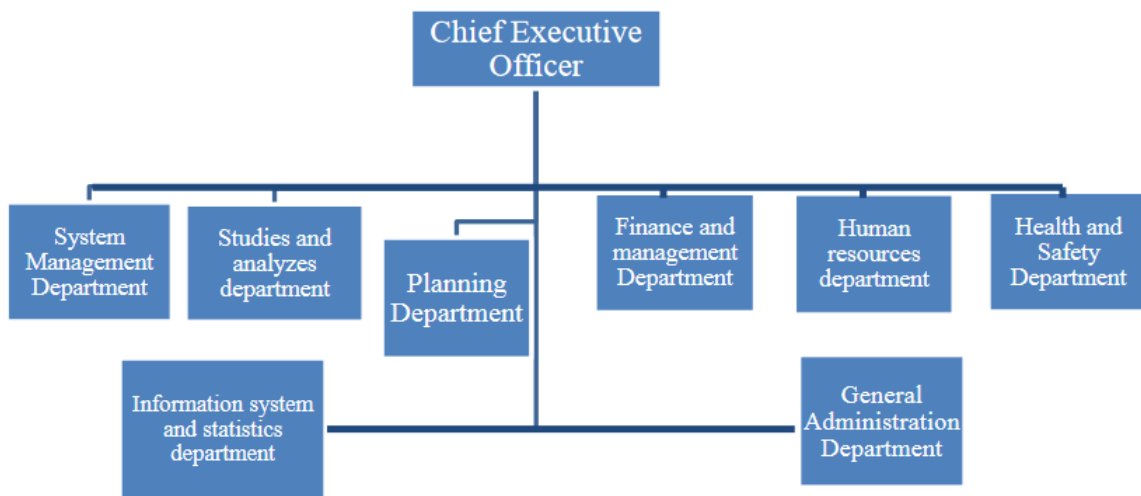 Chief Executive
Officer
System
Management
Department
Studies and
analyzes
department
Planning
Department
Finance and
management
Department
Human
resources
department
Health and
Safety
Department
Information system
and statistics
department
General
Administration
Department